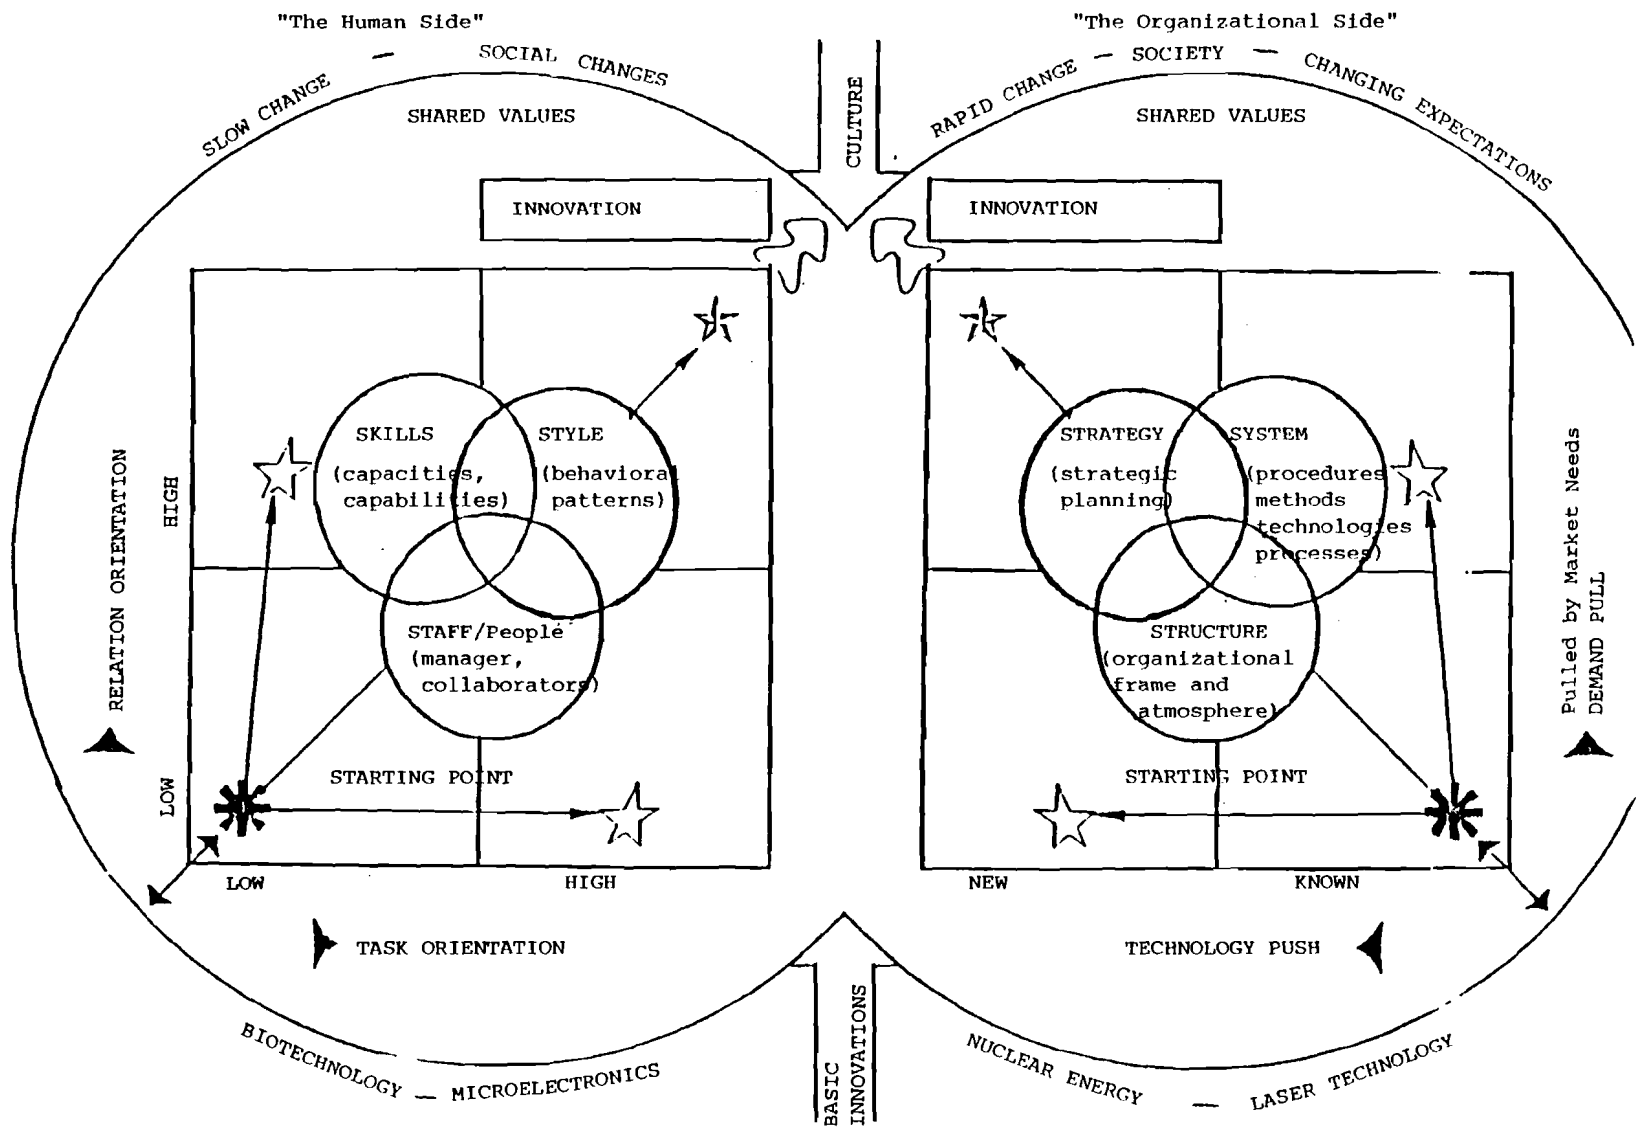 "The Human Side"
SLOW CHANGE — SOCIAL CHANGES
SHARED VALUES
INNOVATION
SKILLS
(capacities,
capabilities)
STYLE
(behavioral
patterns)
STAFF/People
(manager,
collaborators)
STARTING POINT
RELATION ORIENTATION
HIGH
LOW
LOW
HIGH
TASK ORIENTATION
BIOTECHNOLOGY — MICROELECTRONICS
CULTURE
BASIC
INNOVATIONS
"The Organizational Side"
RAPID CHANGE — SOCIETY — CHANGING EXPECTATIONS
SHARED VALUES
INNOVATION
STRATEGY
(strategic
planning)
SYSTEM
(procedures
methods
technologies
processes)
STRUCTURE
(organizational
frame and
atmosphere)
STARTING POINT
Pulled by Market Needs
DEMAND PULL
NEW
KNOWN
TECHNOLOGY PUSH
NUCLEAR ENERGY — LASER TECHNOLOGY